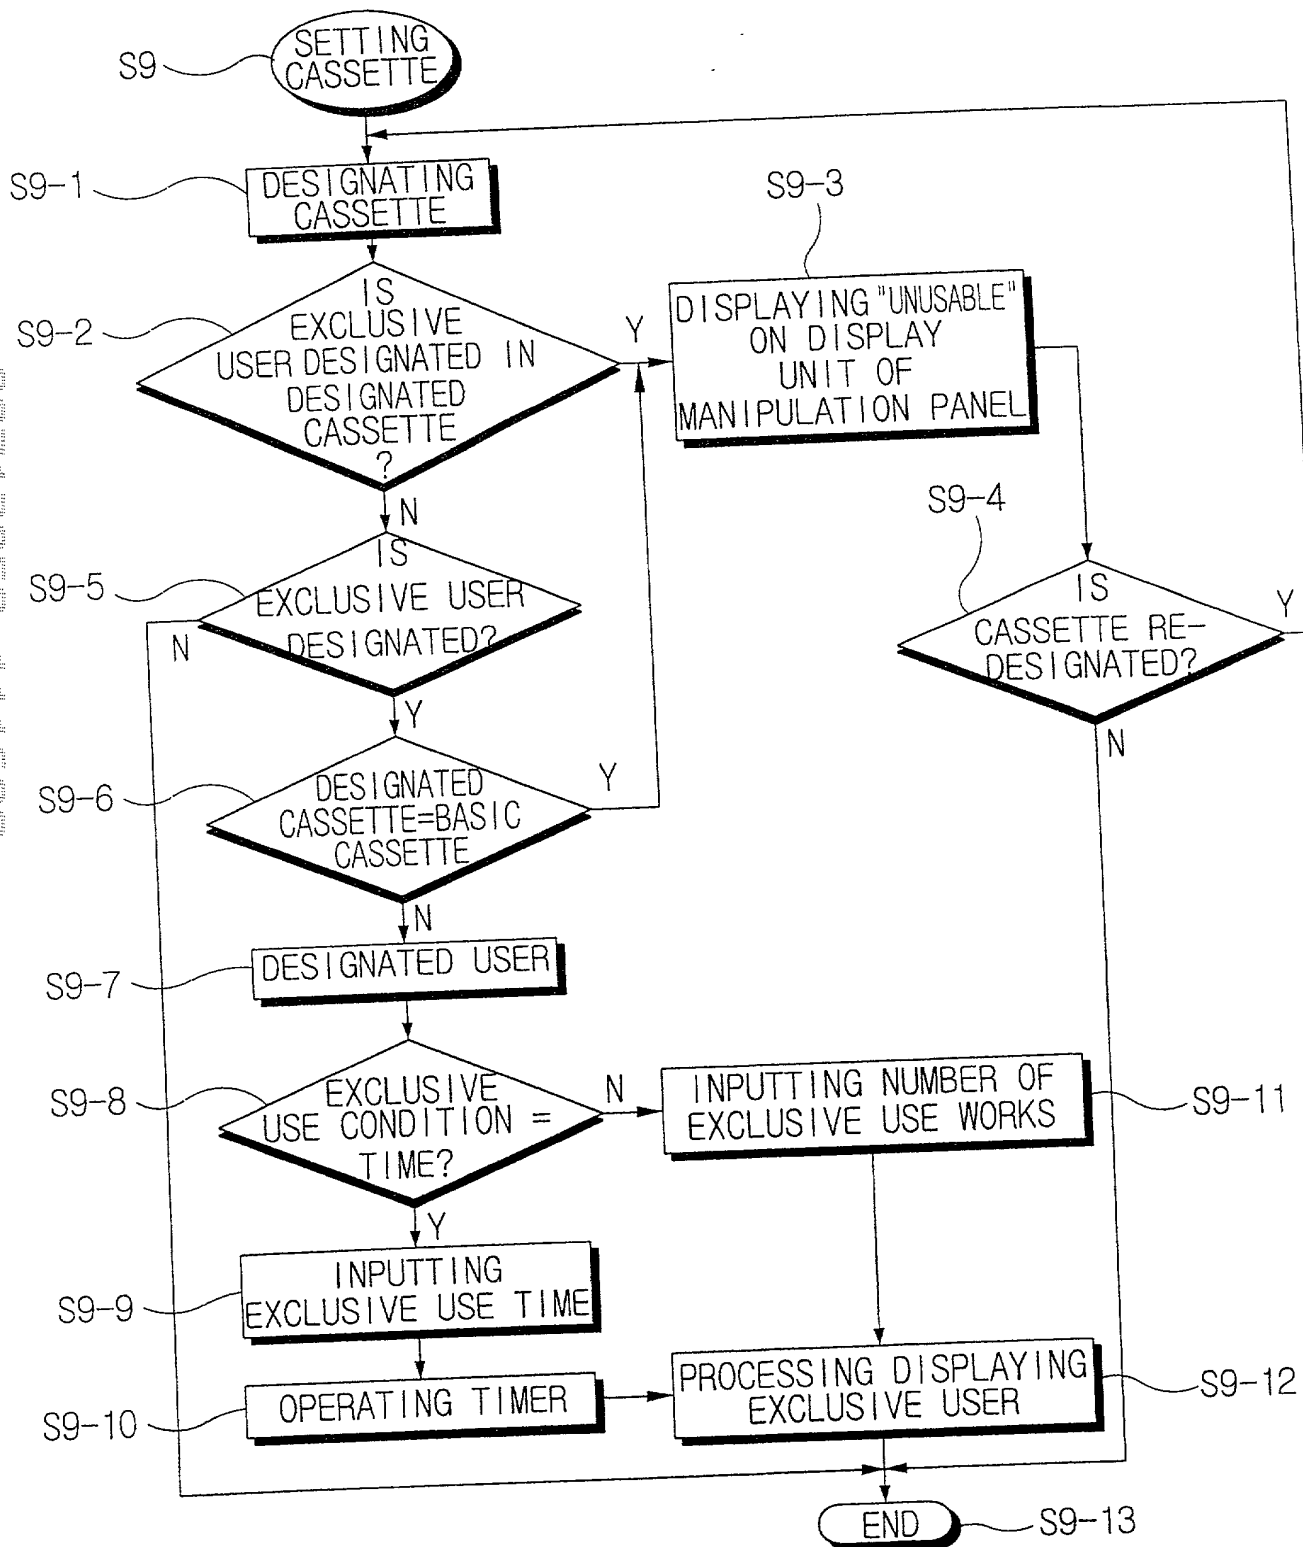 SETTING
CASSETTE
S9
DESIGNATING
CASSETTE
S9-1
IS
EXCLUSIVE
USER DESIGNATED IN
DESIGNATED
CASSETTE
?
S9-2
Y
N
S9-3
DISPLAYING "UNUSABLE"
ON DISPLAY
UNIT OF
MANIPULATION PANEL
S9-4
IS
CASSETTE RE-
DESIGNATED?
Y
N
S9-5
IS
EXCLUSIVE USER
DESIGNATED?
N
Y
S9-6
DESIGNATED
CASSETTE=BASIC
CASSETTE
Y
N
S9-7
DESIGNATED USER
S9-8
EXCLUSIVE
USE CONDITION =
TIME?
N
Y
INPUTTING NUMBER OF
EXCLUSIVE USE WORKS
S9-11
S9-9
INPUTTING
EXCLUSIVE USE TIME
S9-10
OPERATING TIMER
PROCESSING DISPLAYING
EXCLUSIVE USER
S9-12
END
S9-13